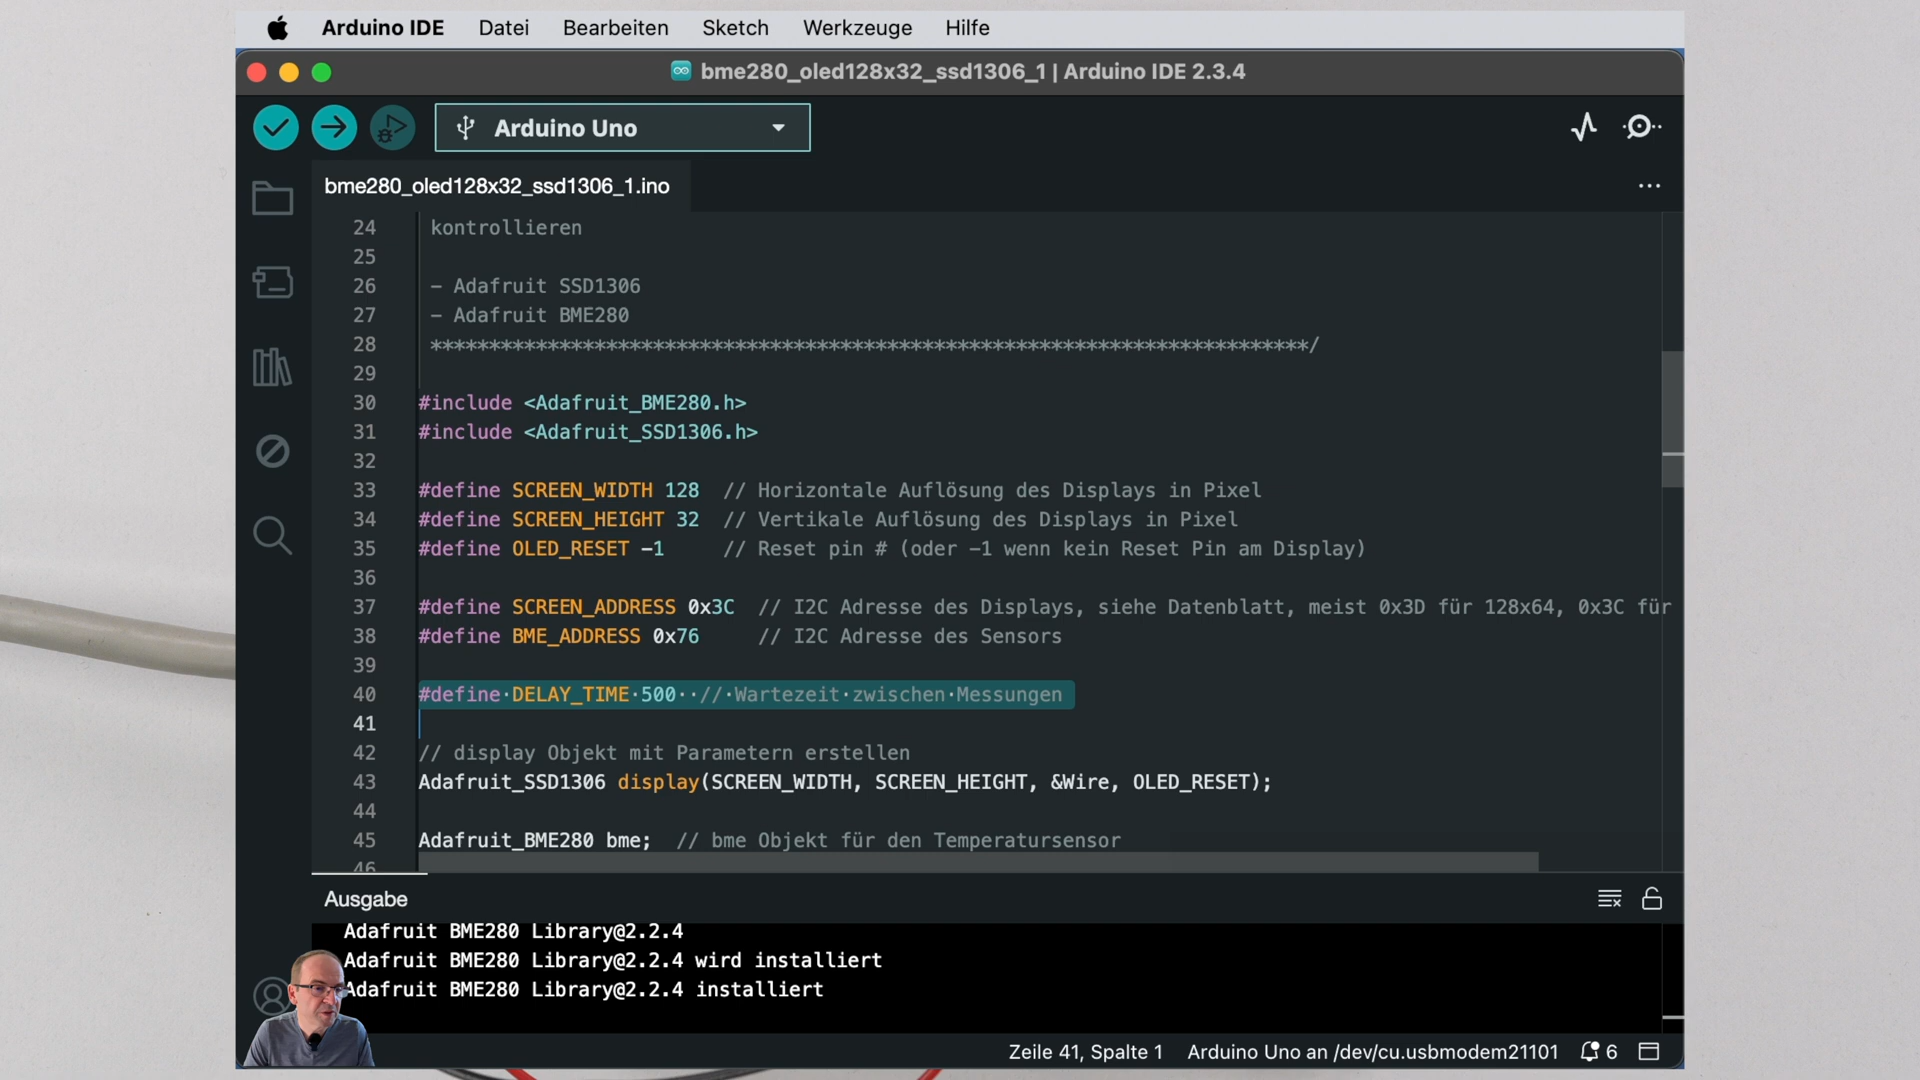 Arduino IDE Datei Bearbeiten Sketch Werkzeuge Hilfe
bme280_oled128x32_ssd1306_1 | Arduino IDE 2.3.4
Arduino Uno
bme280_oled128x32_ssd1306_1.ino
24 kontrollieren
25
26 - Adafruit SSD1306
27 - Adafruit BME280
28 ***************************************************************************/
29
30 #include <Adafruit_BME280.h>
31 #include <Adafruit_SSD1306.h>
32
33 #define SCREEN_WIDTH 128 // Horizontale Auflösung des Displays in Pixel
34 #define SCREEN_HEIGHT 32 // Vertikale Auflösung des Displays in Pixel
35 #define OLED_RESET -1 // Reset pin # (oder -1 wenn kein Reset Pin am Display)
36
37 #define SCREEN_ADDRESS 0x3C // I2C Adresse des Displays, siehe Datenblatt, meist 0x3D für 128x64, 0x3C für
38 #define BME_ADDRESS 0x76 // I2C Adresse des Sensors
39
40 #define·DELAY_TIME·500··//·Wartezeit·zwischen·Messungen
41
42 // display Objekt mit Parametern erstellen
43 Adafruit_SSD1306 display(SCREEN_WIDTH, SCREEN_HEIGHT, &Wire, OLED_RESET);
44
45 Adafruit_BME280 bme; // bme Objekt für den Temperatursensor
46
Ausgabe
Adafruit BME280 Library@2.2.4
Adafruit BME280 Library@2.2.4 wird installiert
Adafruit BME280 Library@2.2.4 installiert
Zeile 41, Spalte 1 Arduino Uno an /dev/cu.usbmodem21101 6